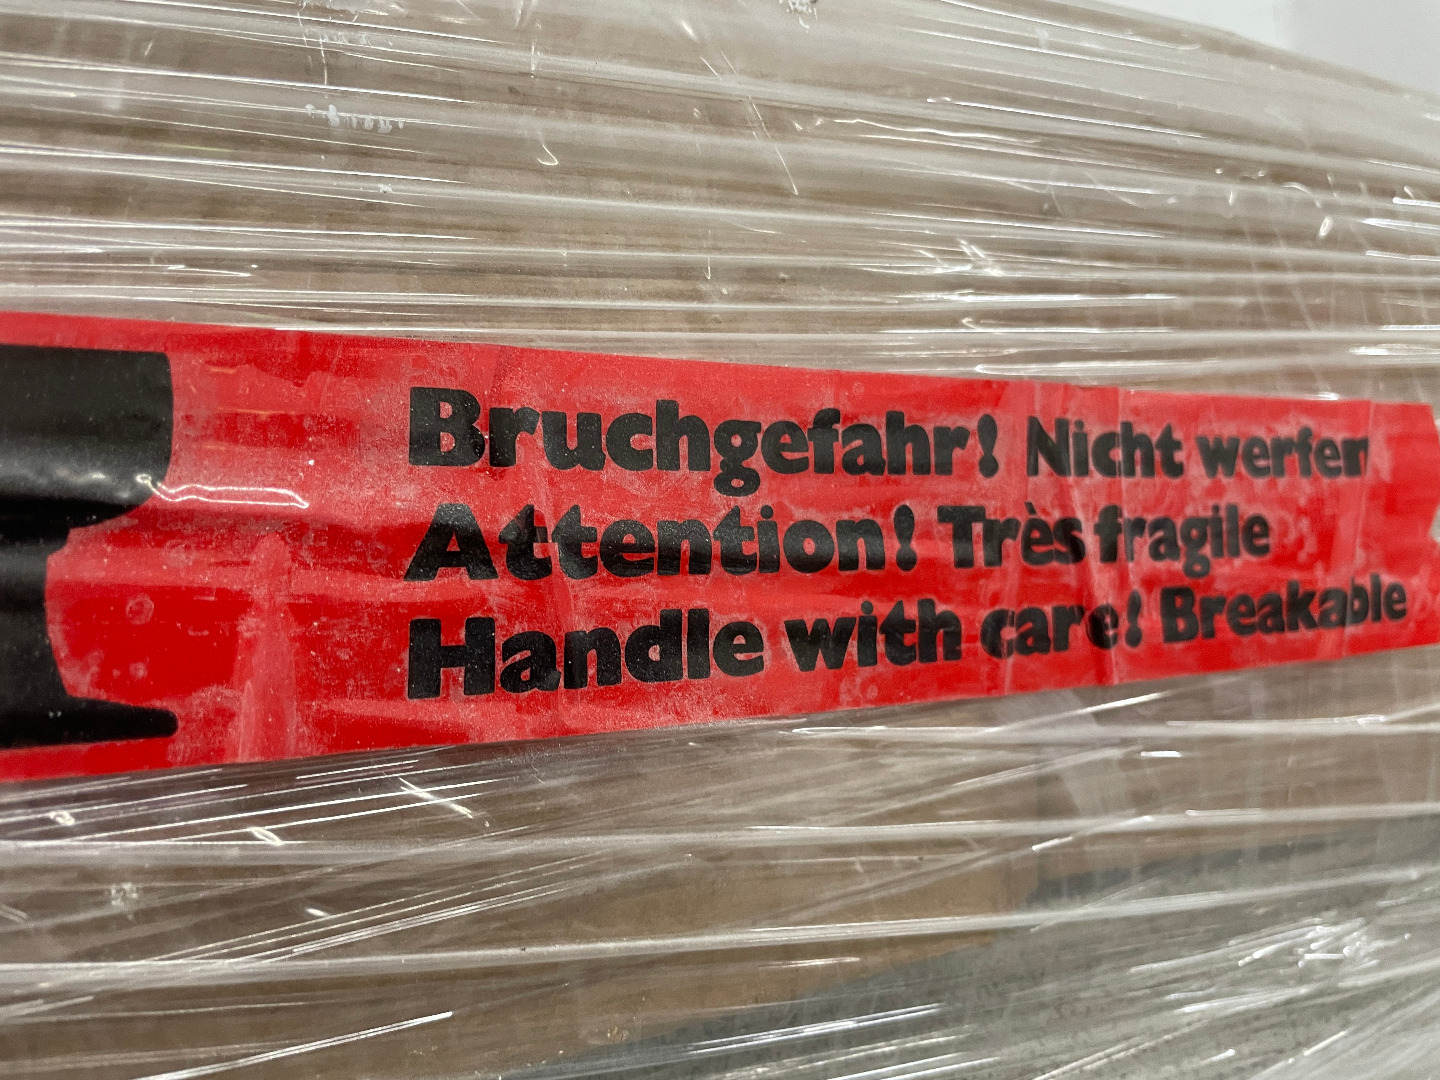 Bruchgefahr! Nicht werfen
Attention! Très fragile
Handle with care! Breakable